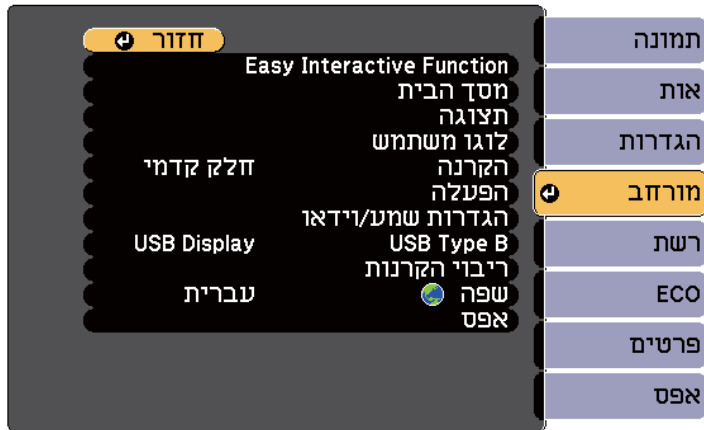 חזור
Easy Interactive Function
מסך הבית
תצוגה
לוגו משתמש
הקרנה חלק קדמי
הפעלה
הגדרות שמע/וידאו
USB Type B USB Display
ריבוי הקרנות
שפה עברית
אפס
תמונה
אות
הגדרות
מורחב
רשת
ECO
פרטים
אפס